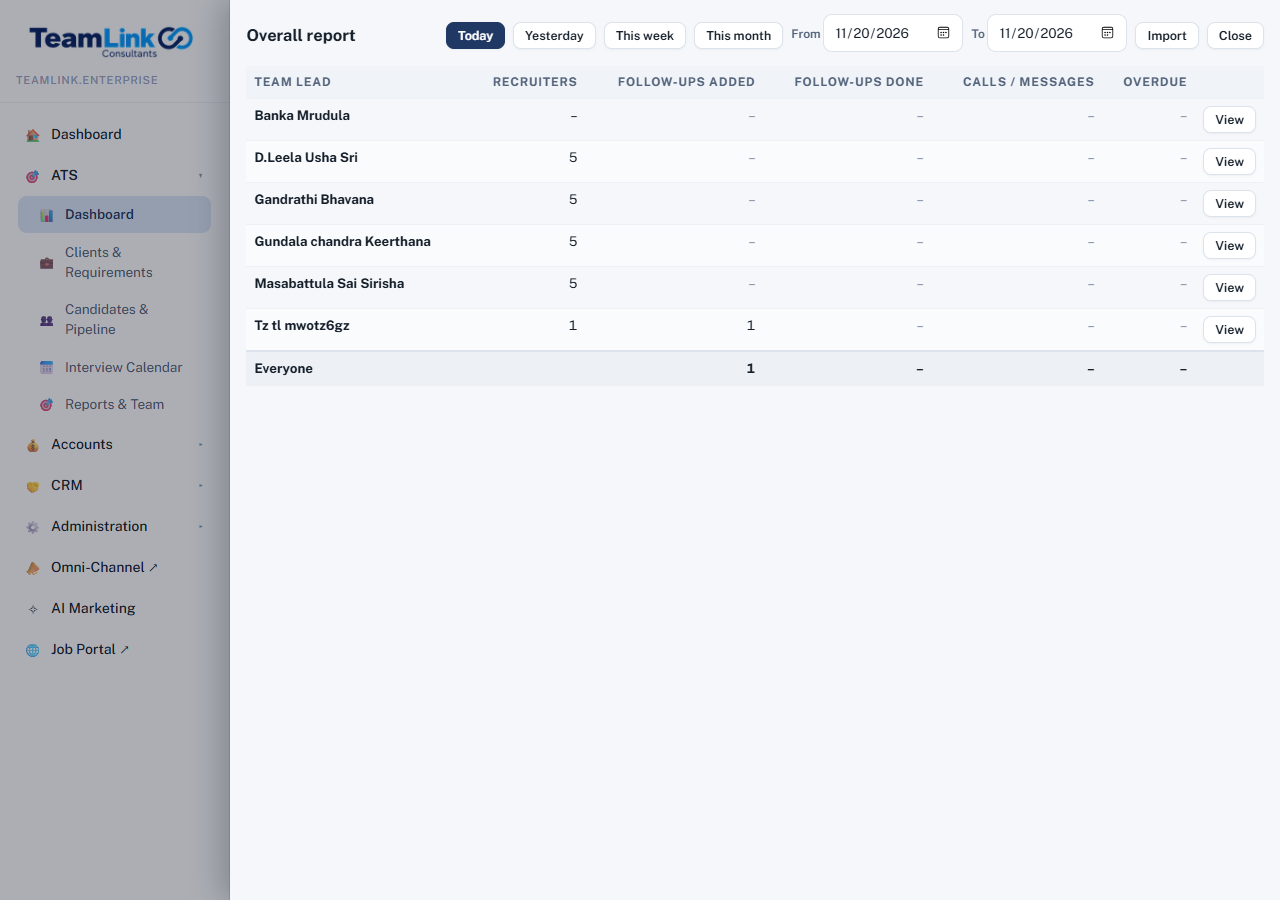 TeamLink
Consultants
TEAMLINK.ENTERPRISE
Dashboard
ATS
Dashboard
Clients &
Requirements
Candidates &
Pipeline
Interview Calendar
Reports & Team
Accounts
CRM
Administration
Omni-Channel ↗
AI Marketing
Job Portal ↗
Overall report
Today Yesterday This week This month From 11/20/2026 To 11/20/2026 Import Close
TEAM LEAD RECRUITERS FOLLOW-UPS ADDED FOLLOW-UPS DONE CALLS / MESSAGES OVERDUE
Banka Mrudula – – – – – View
D.Leela Usha Sri 5 – – – – View
Gandrathi Bhavana 5 – – – – View
Gundala chandra Keerthana 5 – – – – View
Masabattula Sai Sirisha 5 – – – – View
Tz tl mwotz6gz 1 1 – – – View
Everyone 1 – – –